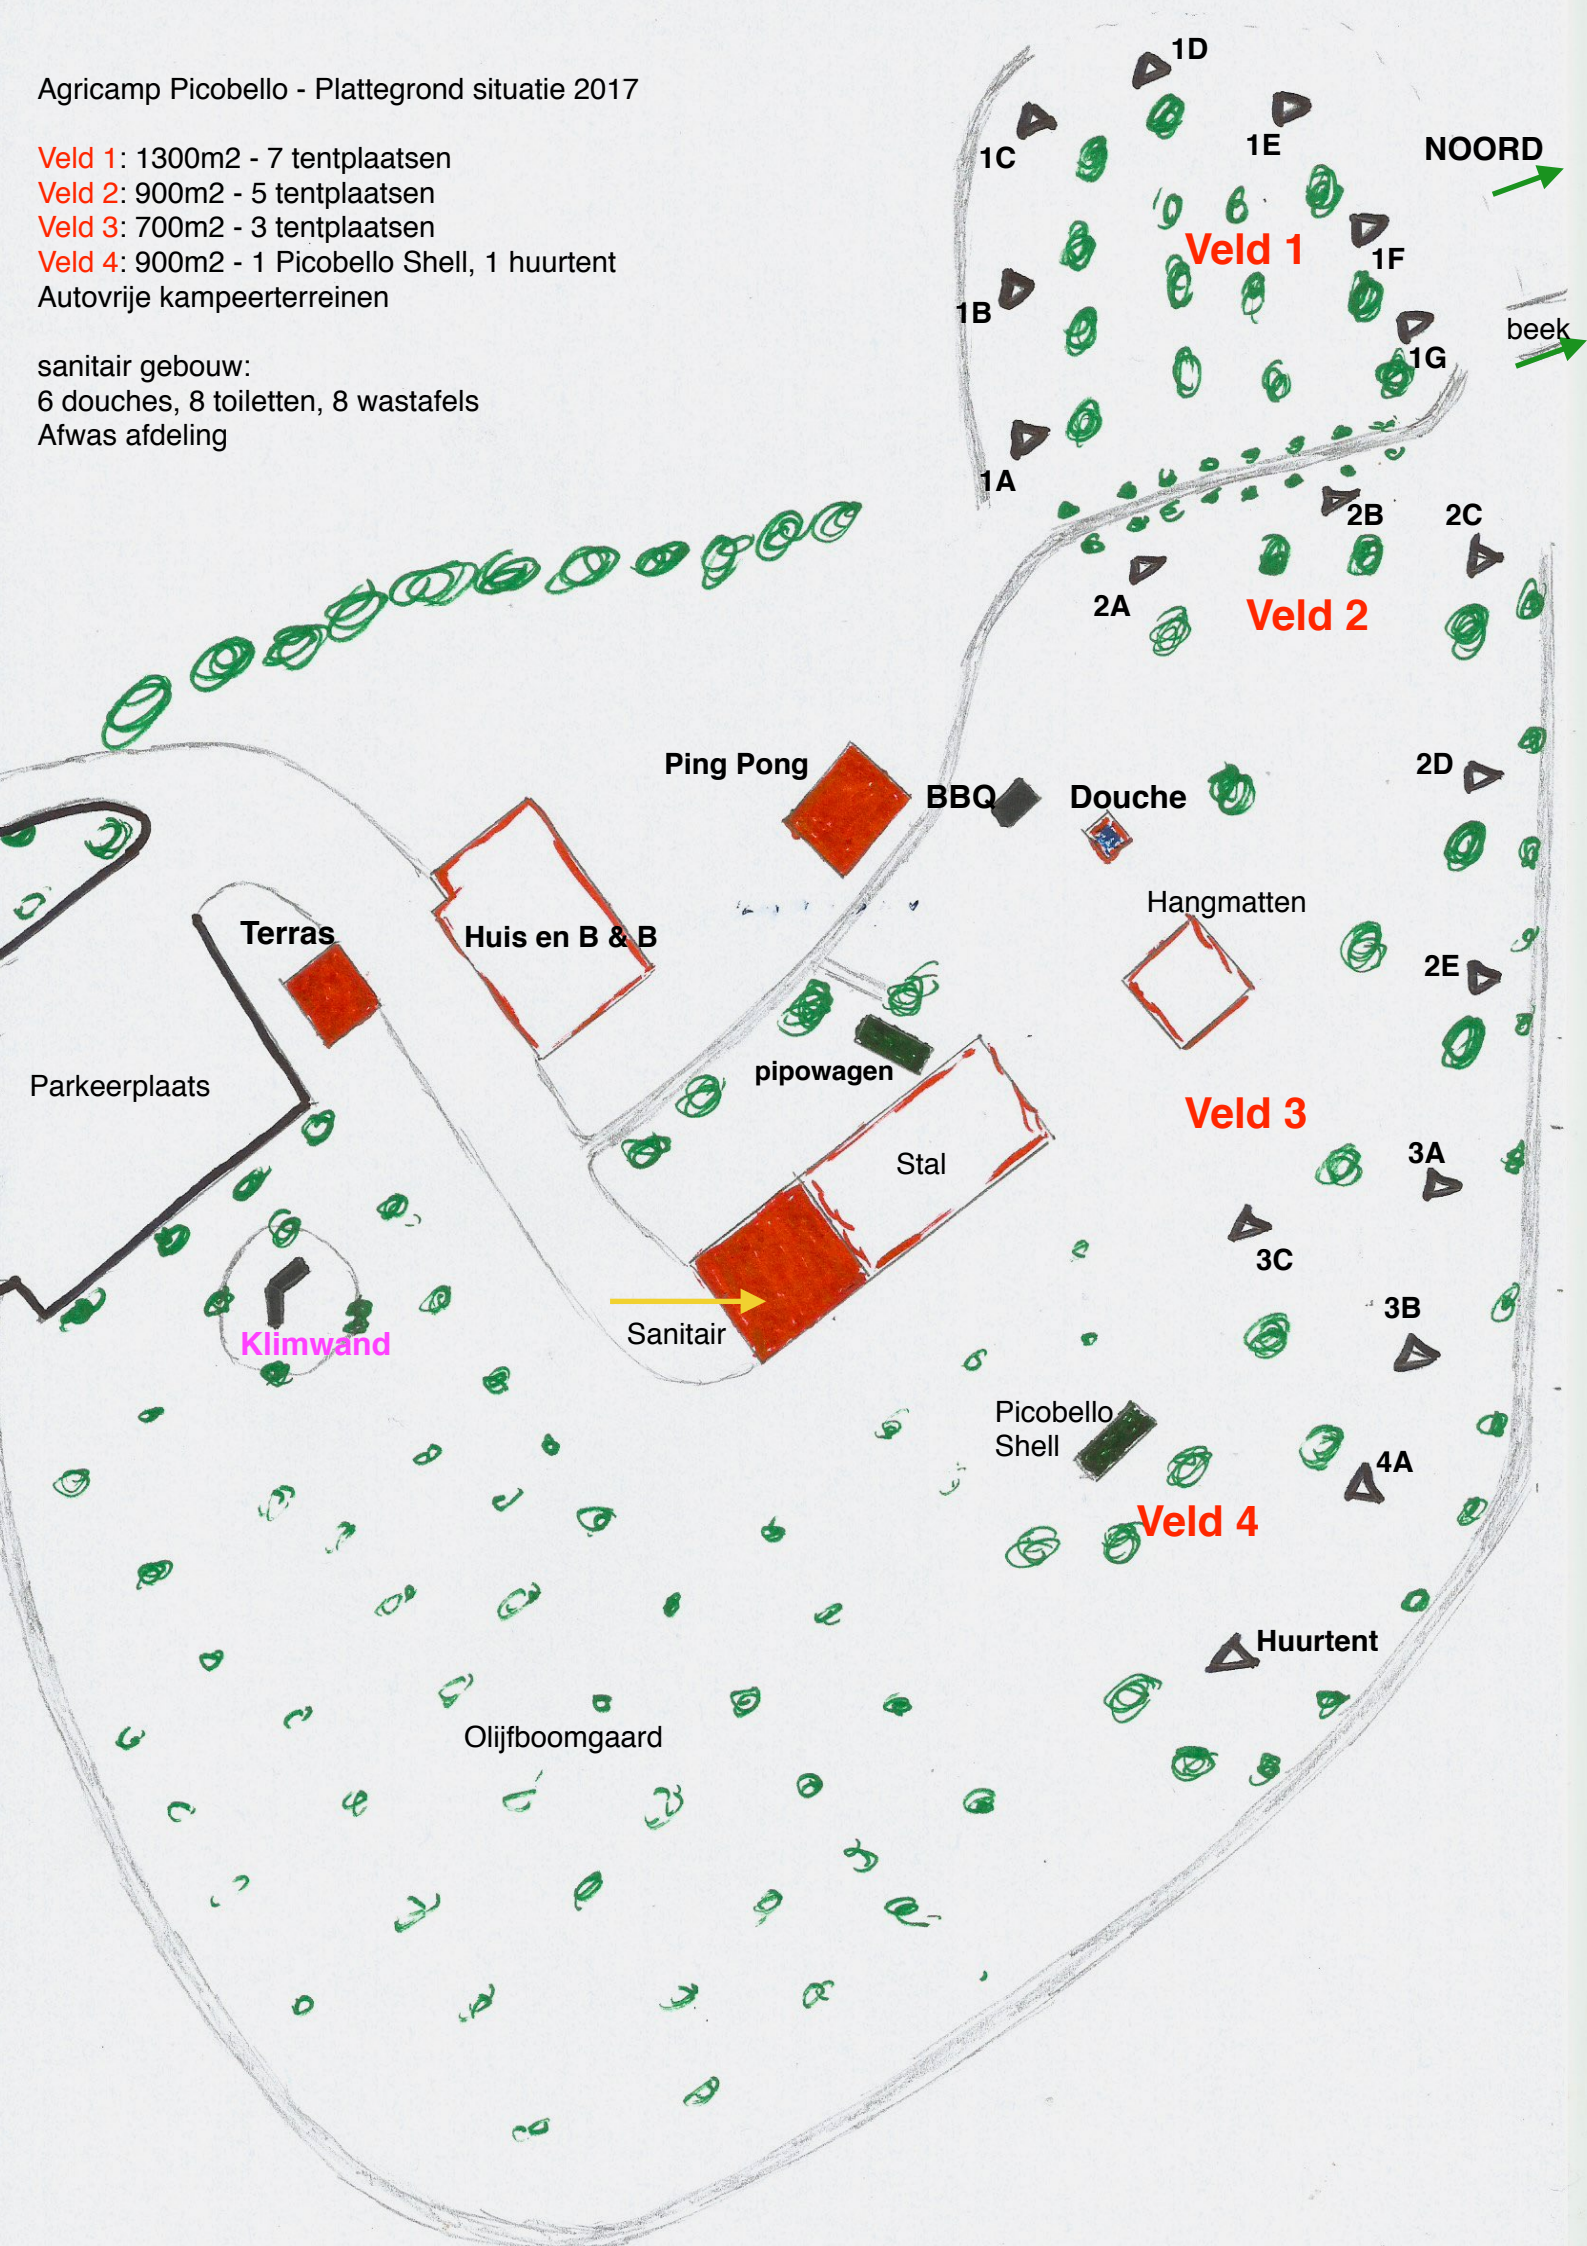 Agricamp Picobello - Plattegrond situatie 2017
Veld 1: 1300m2 - 7 tentplaatsen
Veld 2: 900m2 - 5 tentplaatsen
Veld 3: 700m2 - 3 tentplaatsen
Veld 4: 900m2 - 1 Picobello Shell, 1 huurtent
Autovrije kampeerterreinen
sanitair gebouw:
6 douches, 8 toiletten, 8 wastafels
Afwas afdeling
1D
1C
1E
NOORD
Veld 1
1F
1B
beek
1G
1A
2B
2C
2A
Veld 2
Ping Pong
BBQ
Douche
2D
Hangmatten
Terras
Huis en B & B
2E
Parkeerplaats
pipowagen
Veld 3
Stal
3A
3C
3B
Klimwand
Sanitair
Picobello
Shell
4A
Veld 4
Huurtent
Olijfboomgaard